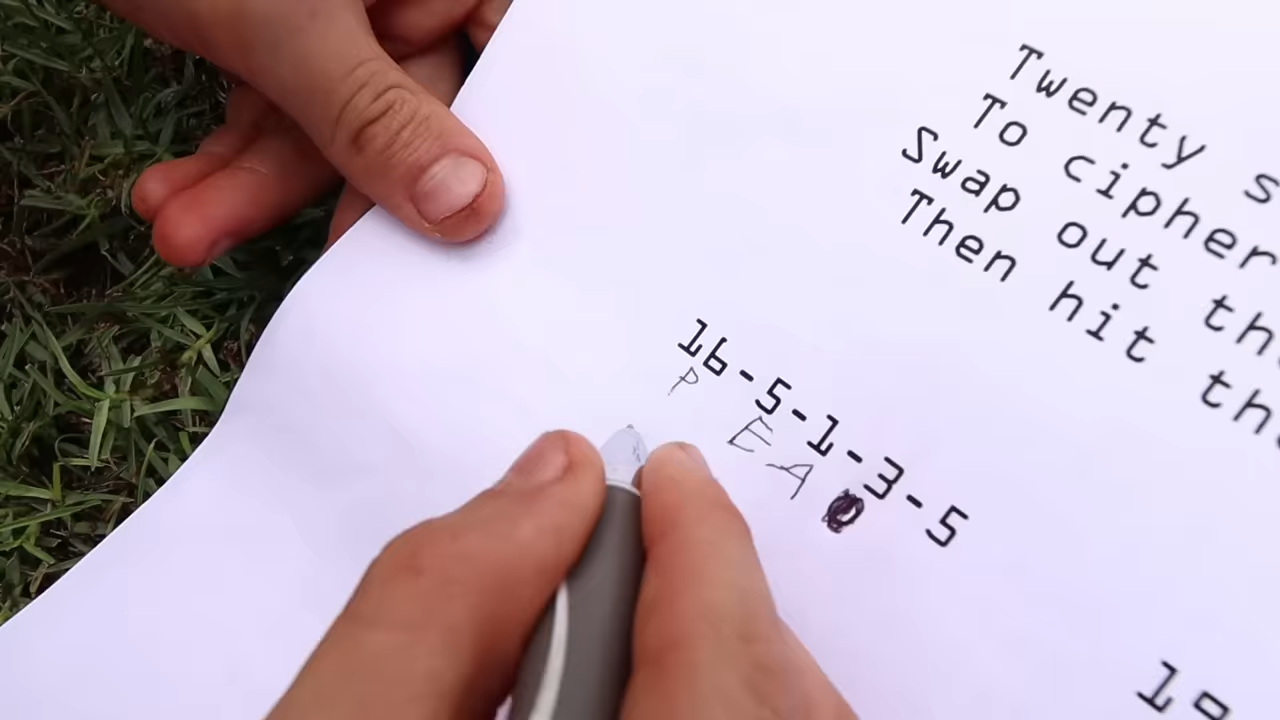 Twenty s
To cipher
Swap out th
Then hit th
16-5-1-3-5
P E A